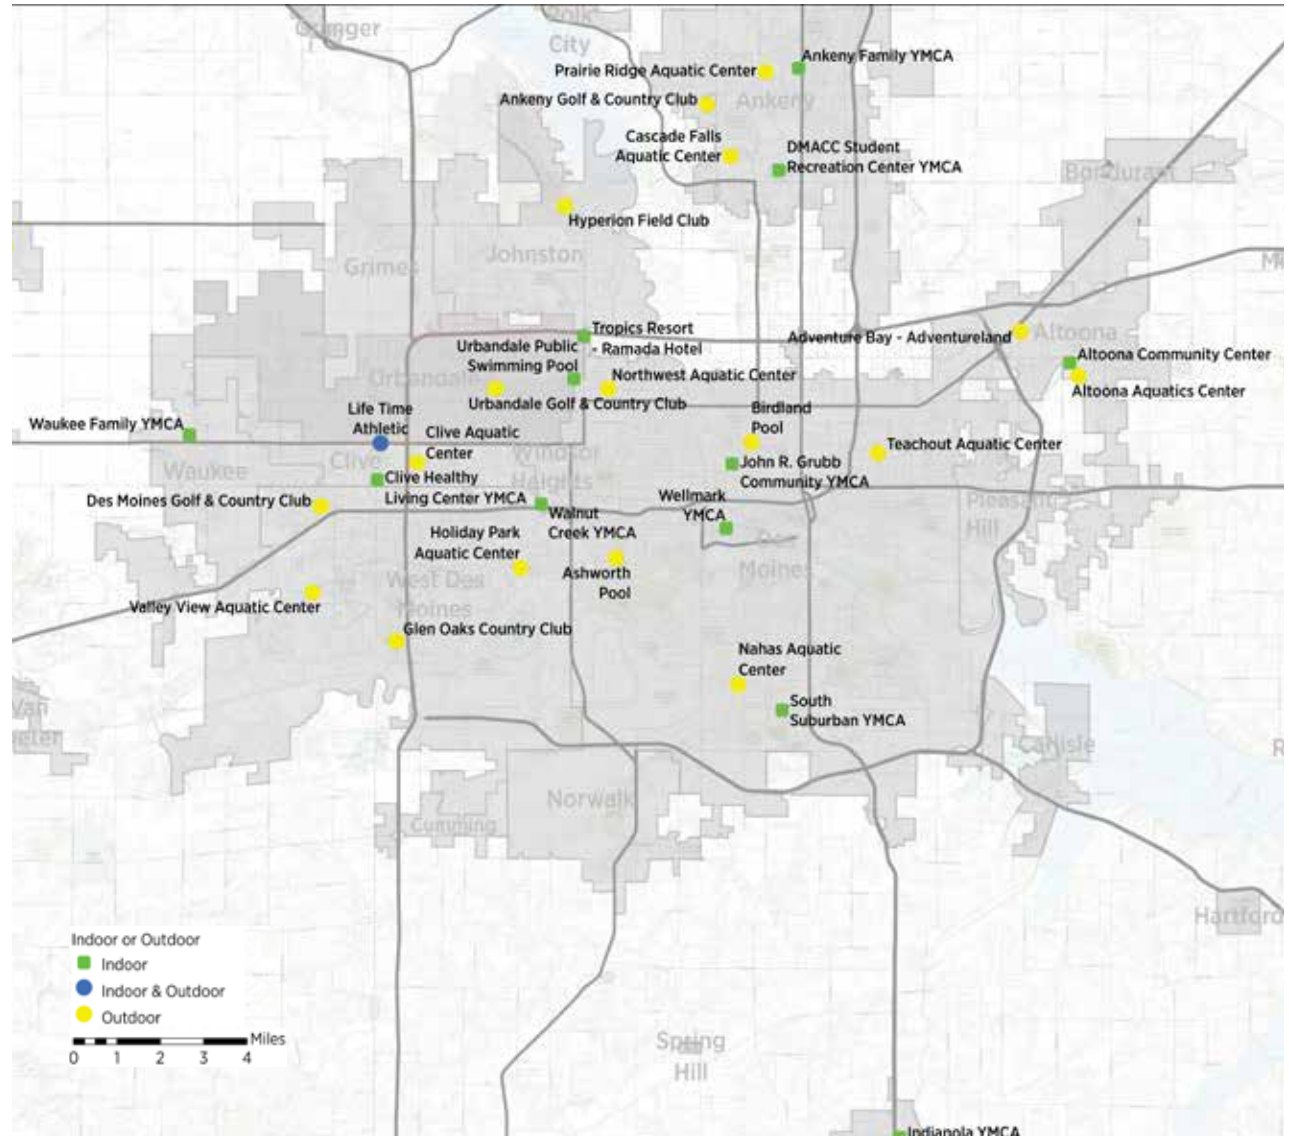 Granger
Polk
City
Ankeny Family YMCA
Prairie Ridge Aquatic Center
Ankeny Golf & Country Club
Ankeny
Cascade Falls
Aquatic Center
DMACC Student
Recreation Center YMCA
Bondurant
Hyperion Field Club
Johnston
Grimes
Tropics Resort
- Ramada Hotel
Adventure Bay - Adventureland
Altoona
Urbandale Public
Swimming Pool
Altoona Community Center
Northwest Aquatic Center
Urbandale
Altoona Aquatics Center
Urbandale Golf & Country Club
Life Time
Athletic
Birdland
Pool
Waukee Family YMCA
Clive Aquatic
Center
Teachout Aquatic Center
Windsor
Heights
Clive
Waukee
John R. Grubb
Community YMCA
Clive Healthy
Living Center YMCA
Des Moines Golf & Country Club
Wellmark
YMCA
Pleasant
Hill
Walnut
Creek YMCA
Holiday Park
Aquatic Center
Des
Moines
Ashworth
Pool
West Des
Moines
Valley View Aquatic Center
Glen Oaks Country Club
Nahas Aquatic
Center
South
Suburban YMCA
Van
Carlisle
Norwalk
Cumming
Hartford
Indoor or Outdoor
Indoor
Indoor & Outdoor
Outdoor
Miles
0 1 2 3 4
Spring
Hill
Indianola YMCA